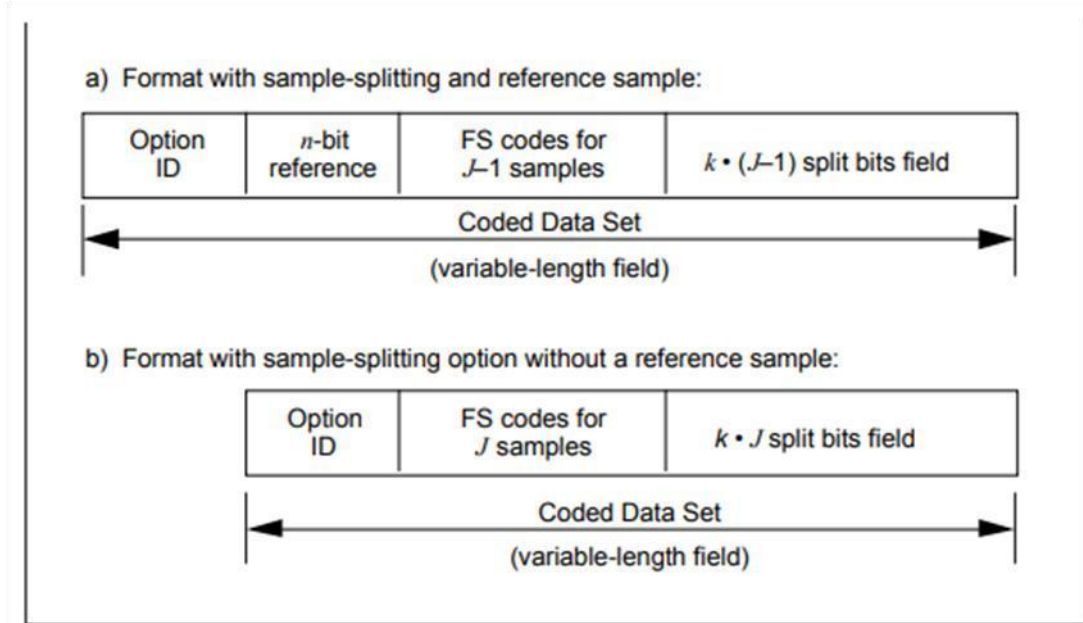 a) Format with sample-splitting and reference sample:
Option
ID
n-bit
reference
FS codes for
J–1 samples
k • (J–1) split bits field
Coded Data Set
(variable-length field)
b) Format with sample-splitting option without a reference sample:
Option
ID
FS codes for
J samples
k • J split bits field
Coded Data Set
(variable-length field)